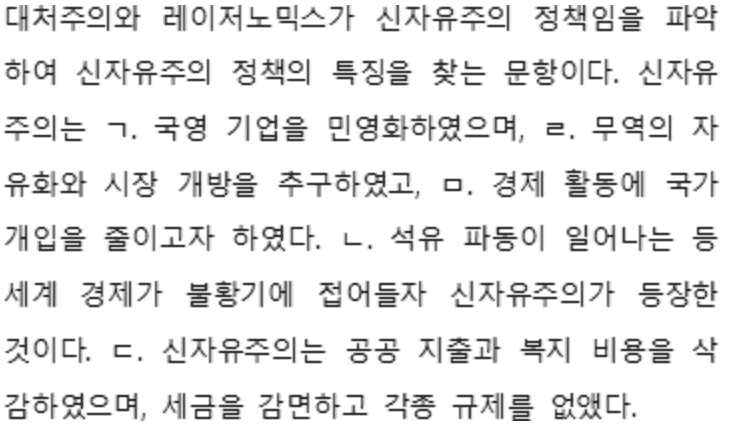 대처주의와 레이저노믹스가 신자유주의 정책임을 파악
하여 신자유주의 정책의 특징을 찾는 문항이다. 신자유
주의는 ㄱ. 국영 기업을 민영화하였으며, ㄹ. 무역의 자
유화와 시장 개방을 추구하였고, ㅁ. 경제 활동에 국가
개입을 줄이고자 하였다. ㄴ. 석유 파동이 일어나는 등
세계 경제가 불황기에 접어들자 신자유주의가 등장한
것이다. ㄷ. 신자유주의는 공공 지출과 복지 비용을 삭
감하였으며, 세금을 감면하고 각종 규제를 없앴다.